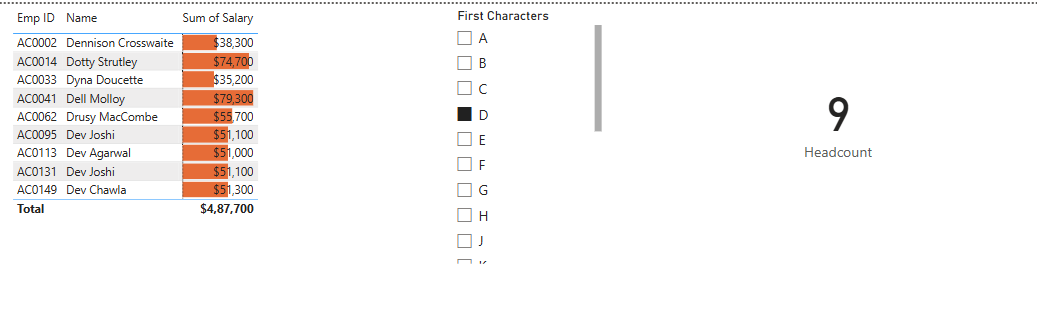 Emp ID Name Sum of Salary
AC0002 Dennison Crosswaite $38,300
AC0014 Dotty Strutley $74,700
AC0033 Dyna Doucette $35,200
AC0041 Dell Molloy $79,300
AC0062 Drusy MacCombe $55,700
AC0095 Dev Joshi $51,100
AC0113 Dev Agarwal $51,000
AC0131 Dev Joshi $51,100
AC0149 Dev Chawla $51,300
Total $4,87,700
First Characters
A
B
C
D
E
F
G
H
J
9
Headcount